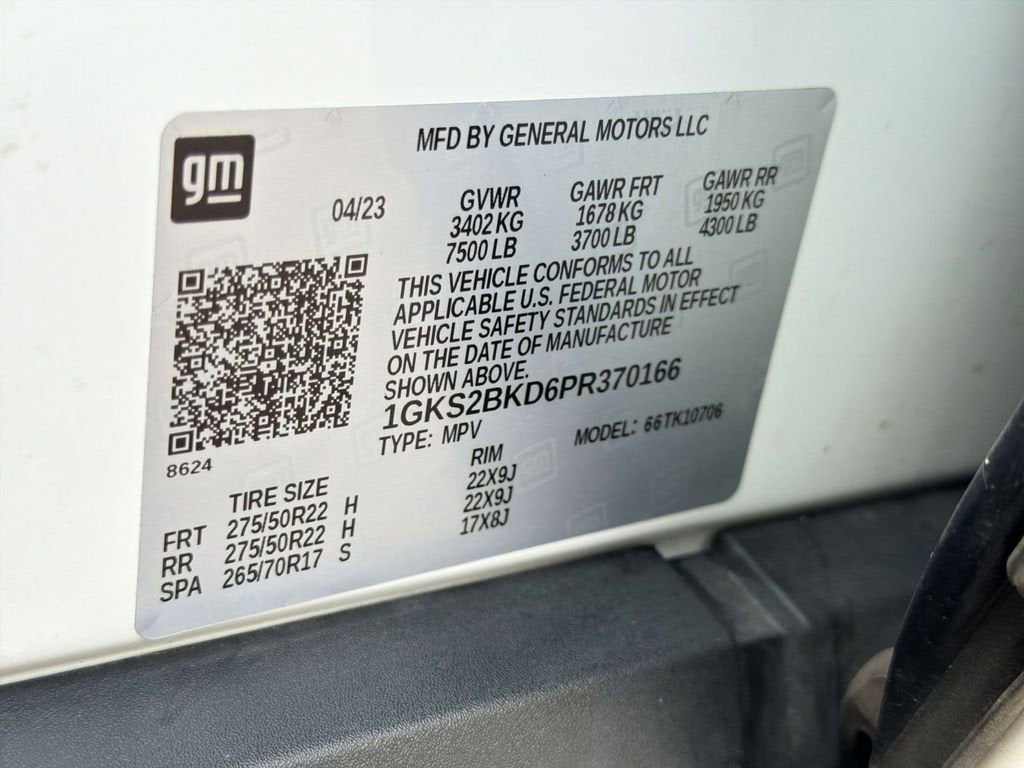 gm
MFD BY GENERAL MOTORS LLC
04/23
GVWR GAWR FRT GAWR RR
3402 KG 1678 KG 1950 KG
7500 LB 3700 LB 4300 LB
THIS VEHICLE CONFORMS TO ALL
APPLICABLE U.S. FEDERAL MOTOR
VEHICLE SAFETY STANDARDS IN EFFECT
ON THE DATE OF MANUFACTURE
SHOWN ABOVE.
1GKS2BKD6PR370166
TYPE: MPV MODEL: 66TK10706
8624
TIRE SIZE RIM
FRT 275/50R22 H 22X9J
RR 275/50R22 H 22X9J
SPA 265/70R17 S 17X8J